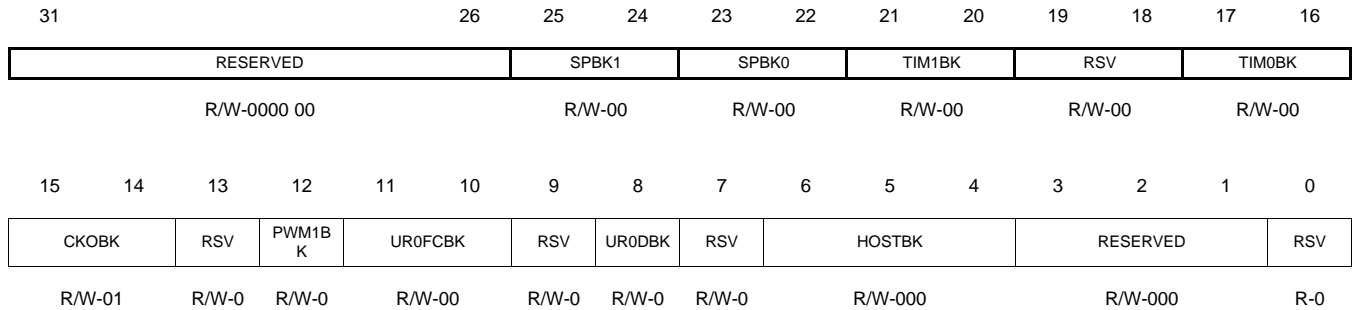 31 26 25 24 23 22 21 20 19 18 17 16
RESERVED SPBK1 SPBK0 TIM1BK RSV TIM0BK
R/W-0000 00 R/W-00 R/W-00 R/W-00 R/W-00 R/W-00
15 14 13 12 11 10 9 8 7 6 5 4 3 2 1 0
CKOBK RSV PWM1B
K UR0FCBK RSV UR0DBK RSV HOSTBK RESERVED RSV
R/W-01 R/W-0 R/W-0 R/W-00 R/W-0 R/W-0 R/W-0 R/W-000 R/W-000 R-0